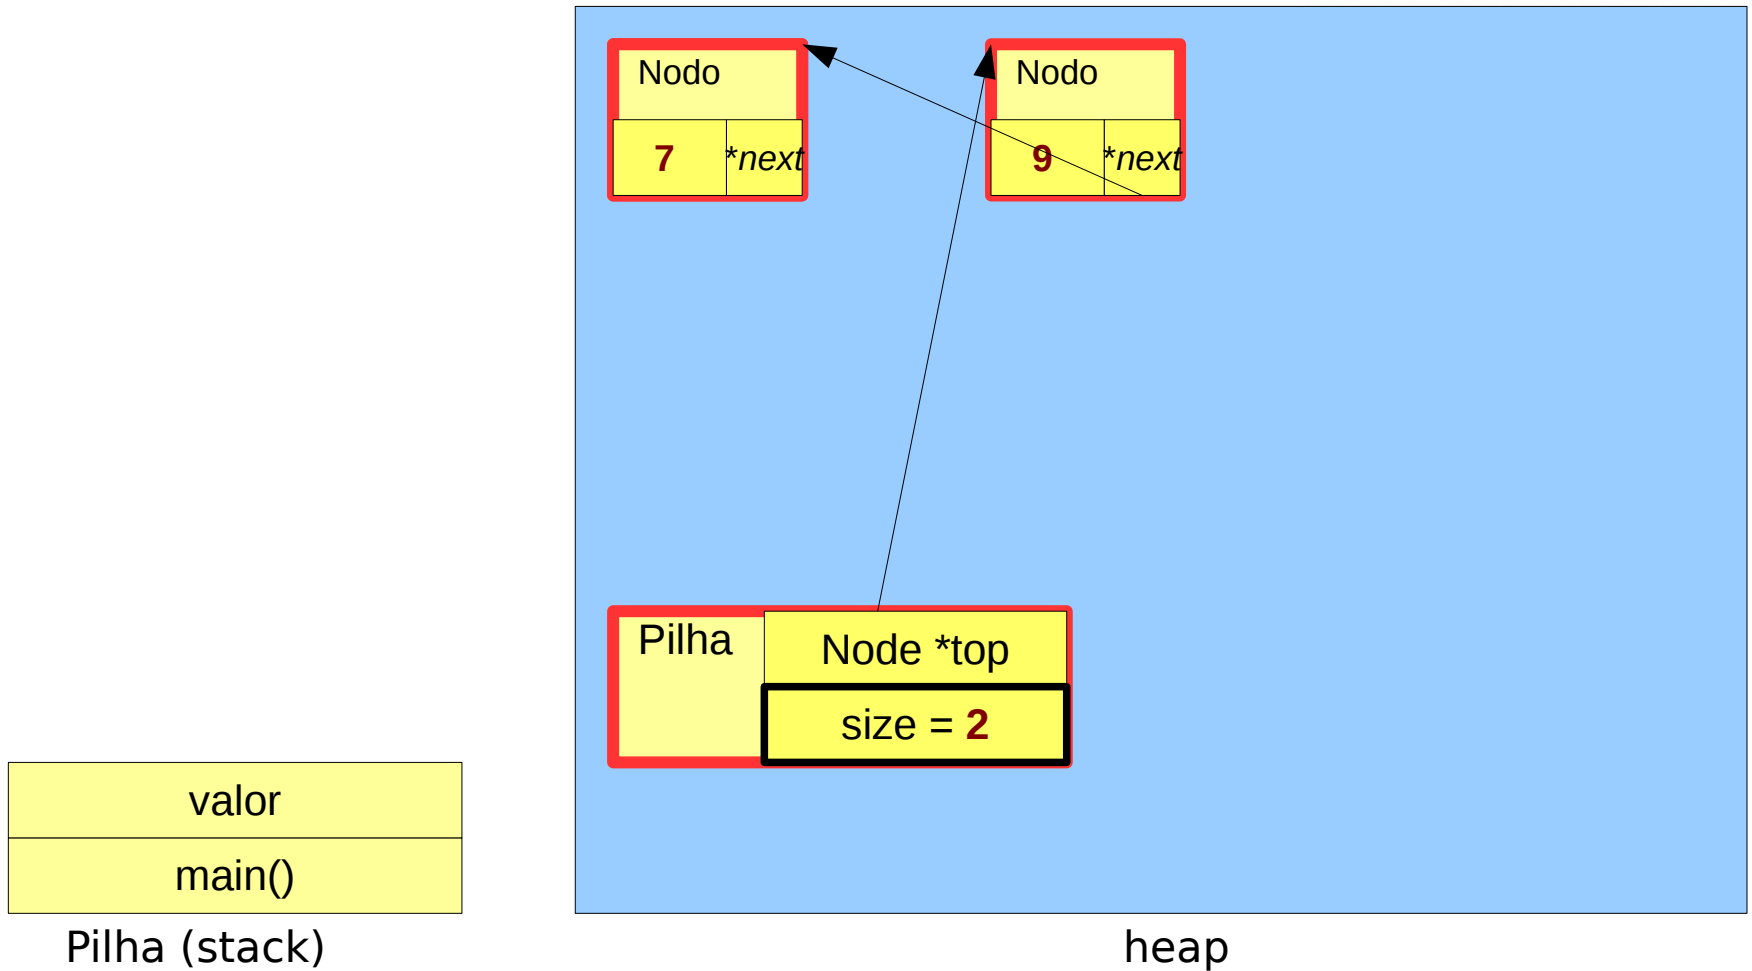 Nodo
7 *next
Nodo
9 *next
Pilha
Node *top
size = 2
valor
main()
Pilha (stack)
heap